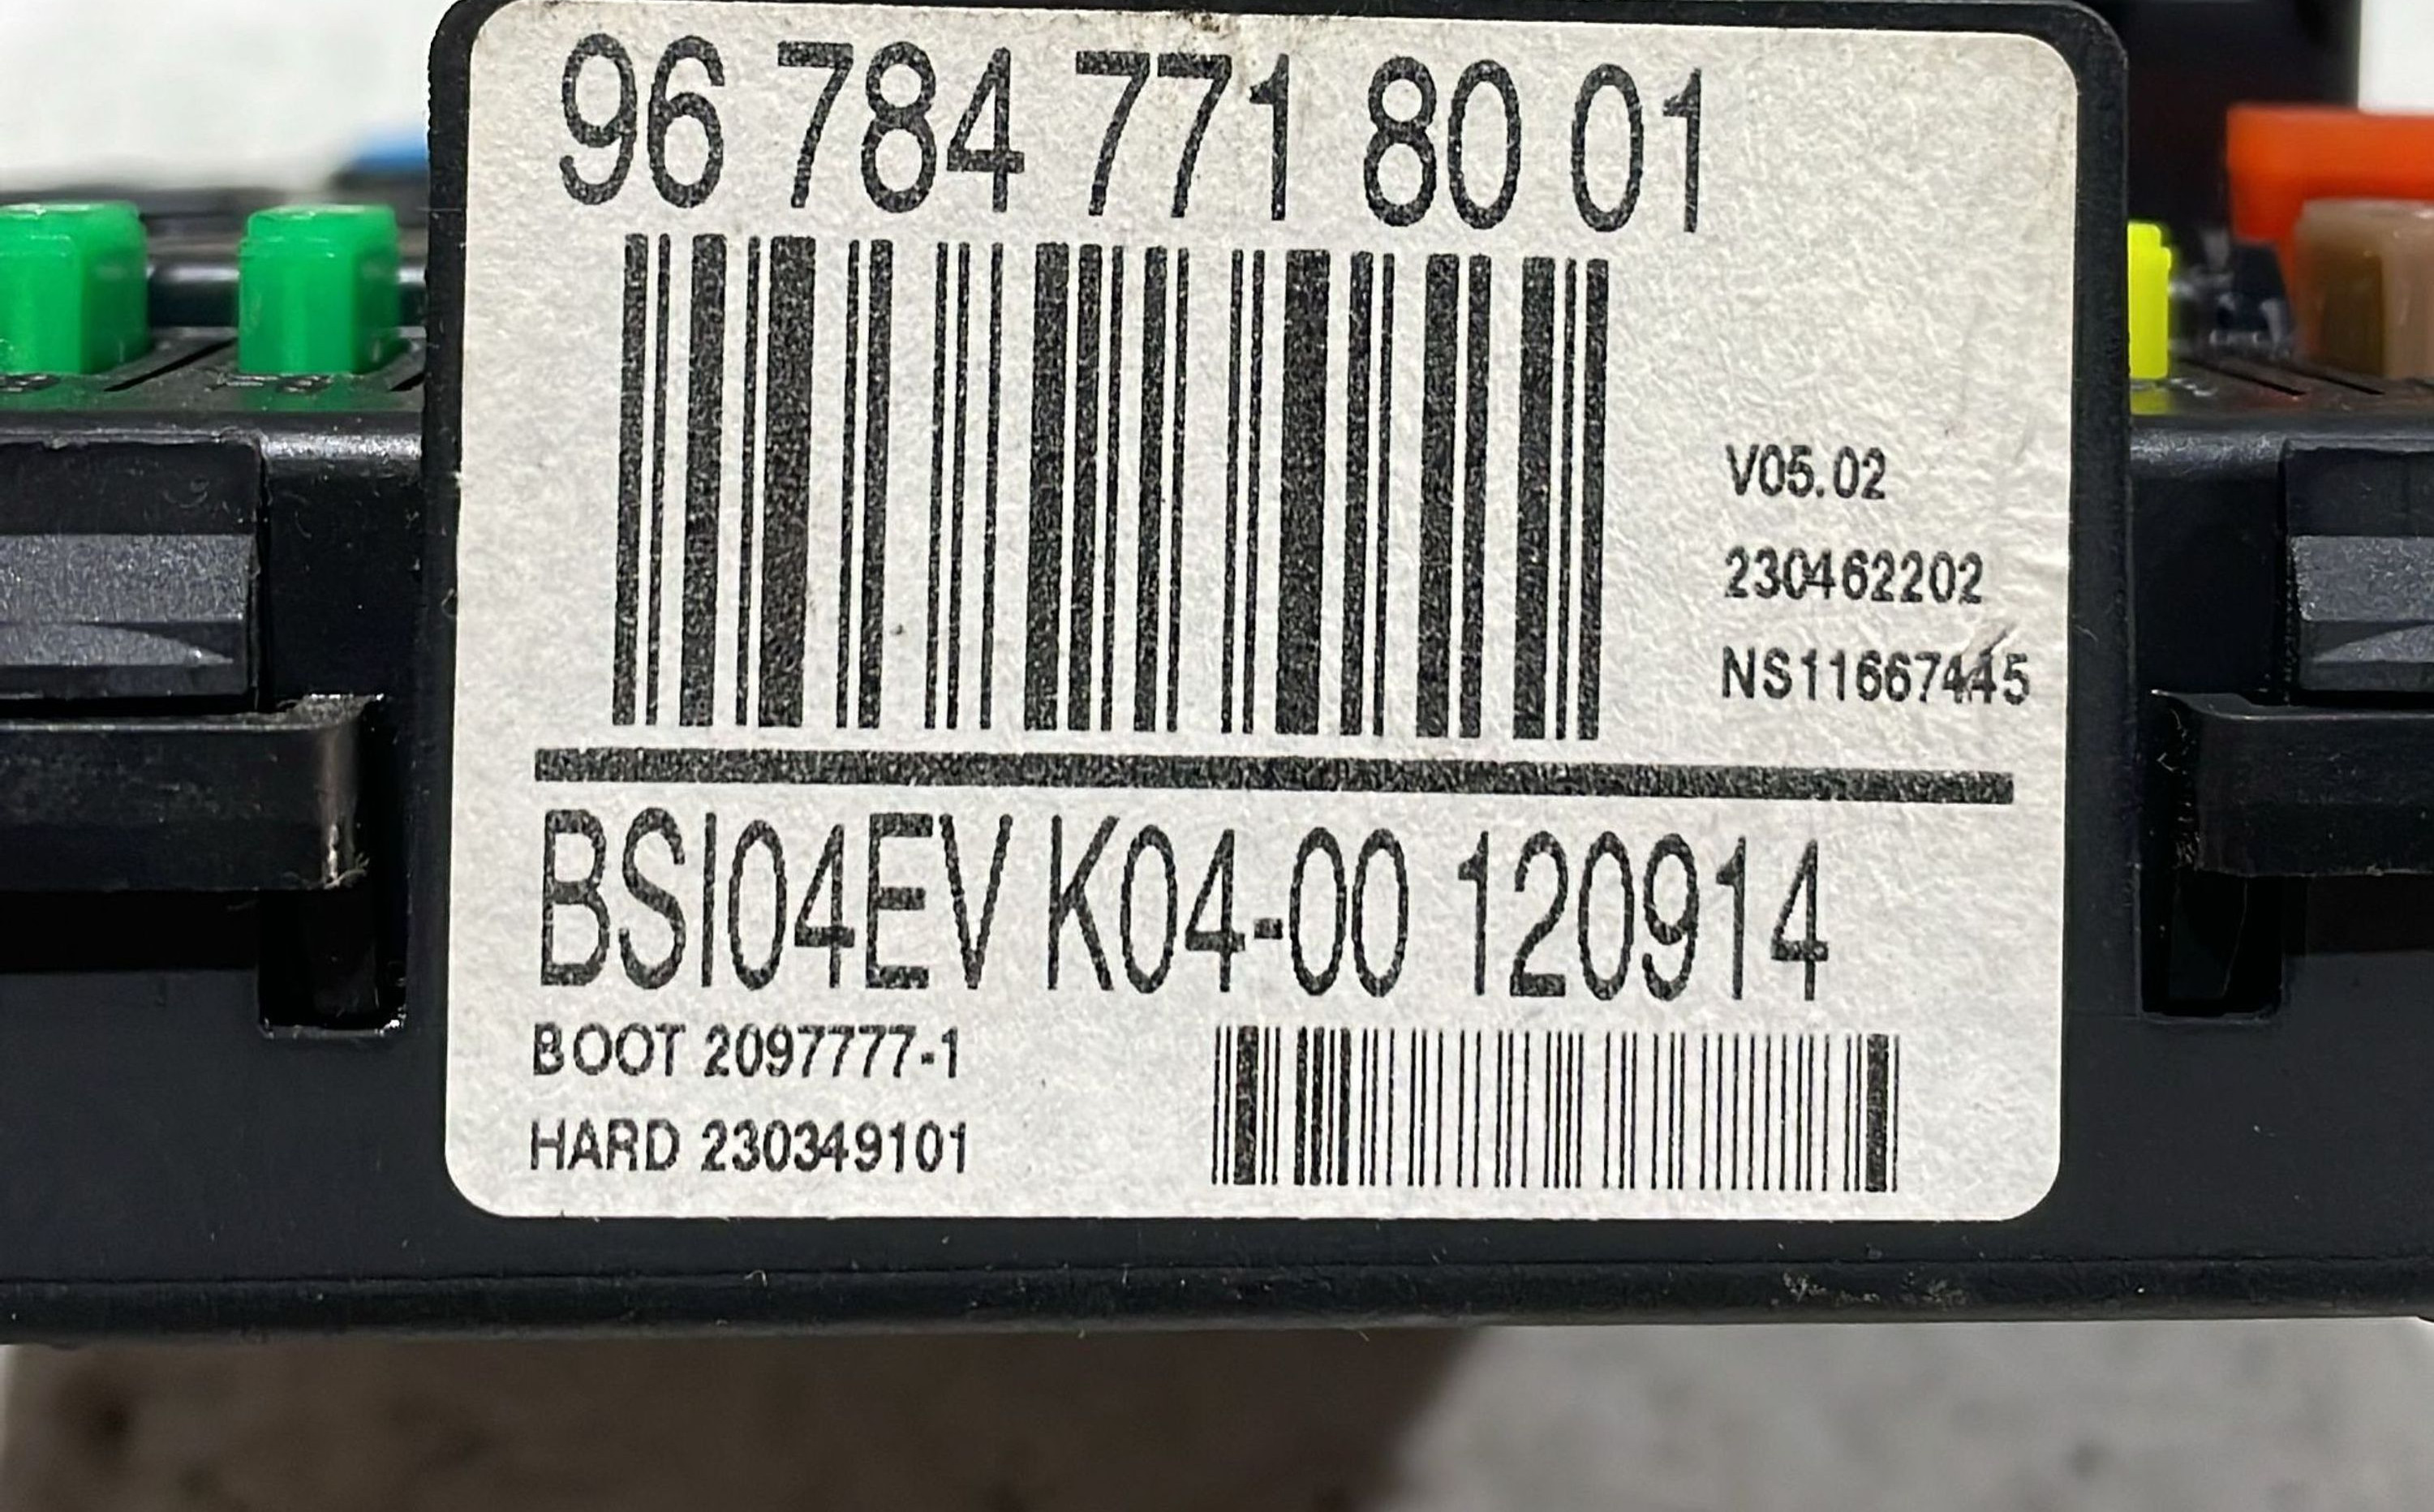 96 784 771 80 01
V05.02
230462202
NS11667445
BSI04EV K04-00 120914
BOOT 2097777-1
HARD 230349101